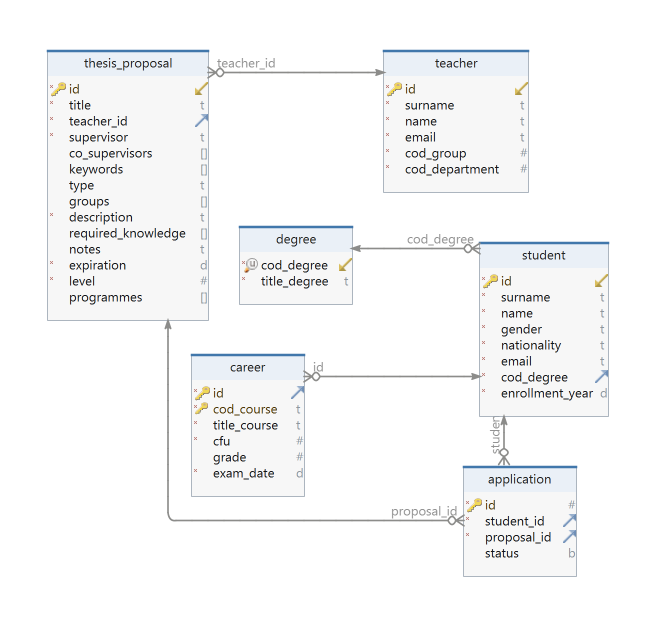 thesis_proposal
id
title t
teacher_id
supervisor t
co_supervisors []
keywords []
type t
groups []
description t
required_knowledge []
notes t
expiration d
level #
programmes []
teacher_id
teacher
id
surname t
name t
email t
cod_group #
cod_department #
degree
u cod_degree
title_degree t
cod_degree
student
id
surname t
name t
gender t
nationality t
email t
cod_degree
enrollment_year d
career
id
cod_course t
title_course t
cfu #
grade #
exam_date d
id
studen
application
id #
student_id
proposal_id
status b
proposal_id